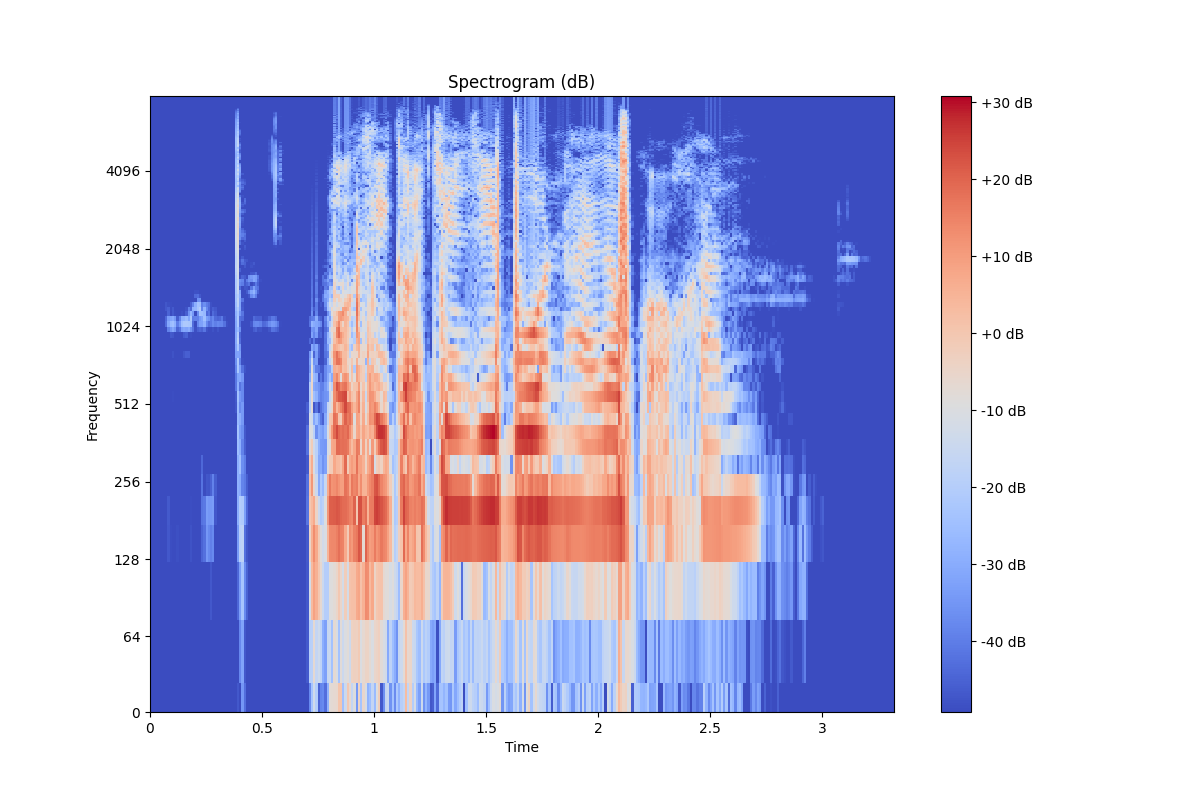 Spectrogram (dB)
+30 dB
+20 dB
+10 dB
+0 dB
-10 dB
-20 dB
-30 dB
-40 dB
Frequency
4096
2048
1024
512
256
128
64
0
0
0.5
1
1.5
2
2.5
3
Time